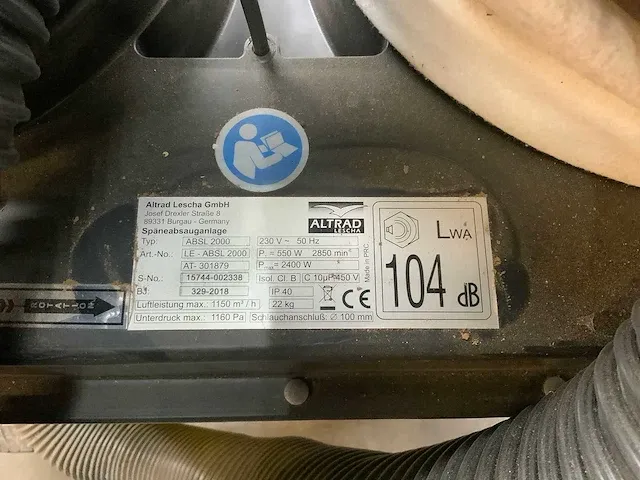 Altrad Lescha GmbH
Josef Drexler Straße 8
89331 Burgau - Germany
Späneabsauganlage
ALTRAD
LESCHA
Typ: ABSL 2000 230 V ~ 50 Hz
Art.-No.: LE - ABSL 2000 P = 550 W 2850 min
AT- 301879 P = 2400 W
S-No.: 15744-002338 Isol. Cl. B C 10µF/450 V
BJ: 329-2018 IP 40
Luftleistung max.: 1150 m³ / h 22 kg
CE
Unterdruck max.: 1160 Pa Schlauchanschluß: Ø 100 mm
Made in PRC
LWA
104 dB
ROTATION